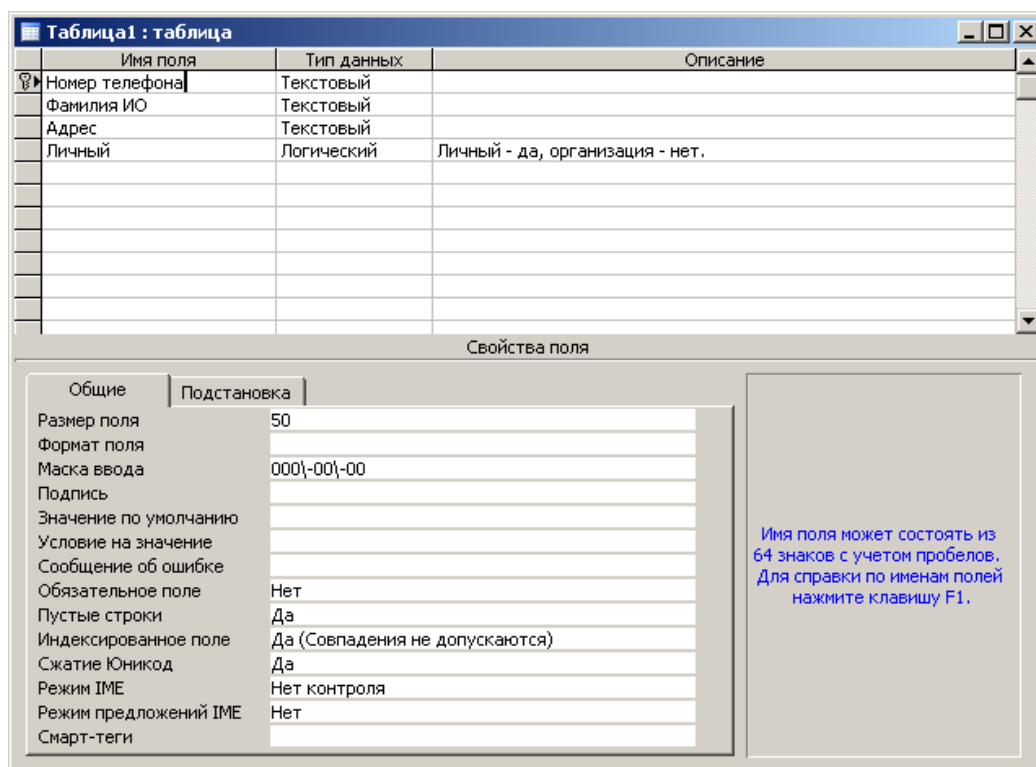 Таблица1 : таблица
Имя поля Тип данных Описание
Номер телефона Текстовый
Фамилия ИО Текстовый
Адрес Текстовый
Личный Логический Личный - да, организация - нет.
Свойства поля
Общие Подстановка
Размер поля 50
Формат поля
Маска ввода 000\-00\-00
Подпись
Значение по умолчанию
Условие на значение
Сообщение об ошибке
Обязательное поле Нет
Пустые строки Да
Индексированное поле Да (Совпадения не допускаются)
Сжатие Юникод Да
Режим IME Нет контроля
Режим предложений IME Нет
Смарт-теги
Имя поля может состоять из
64 знаков с учетом пробелов.
Для справки по именам полей
нажмите клавишу F1.